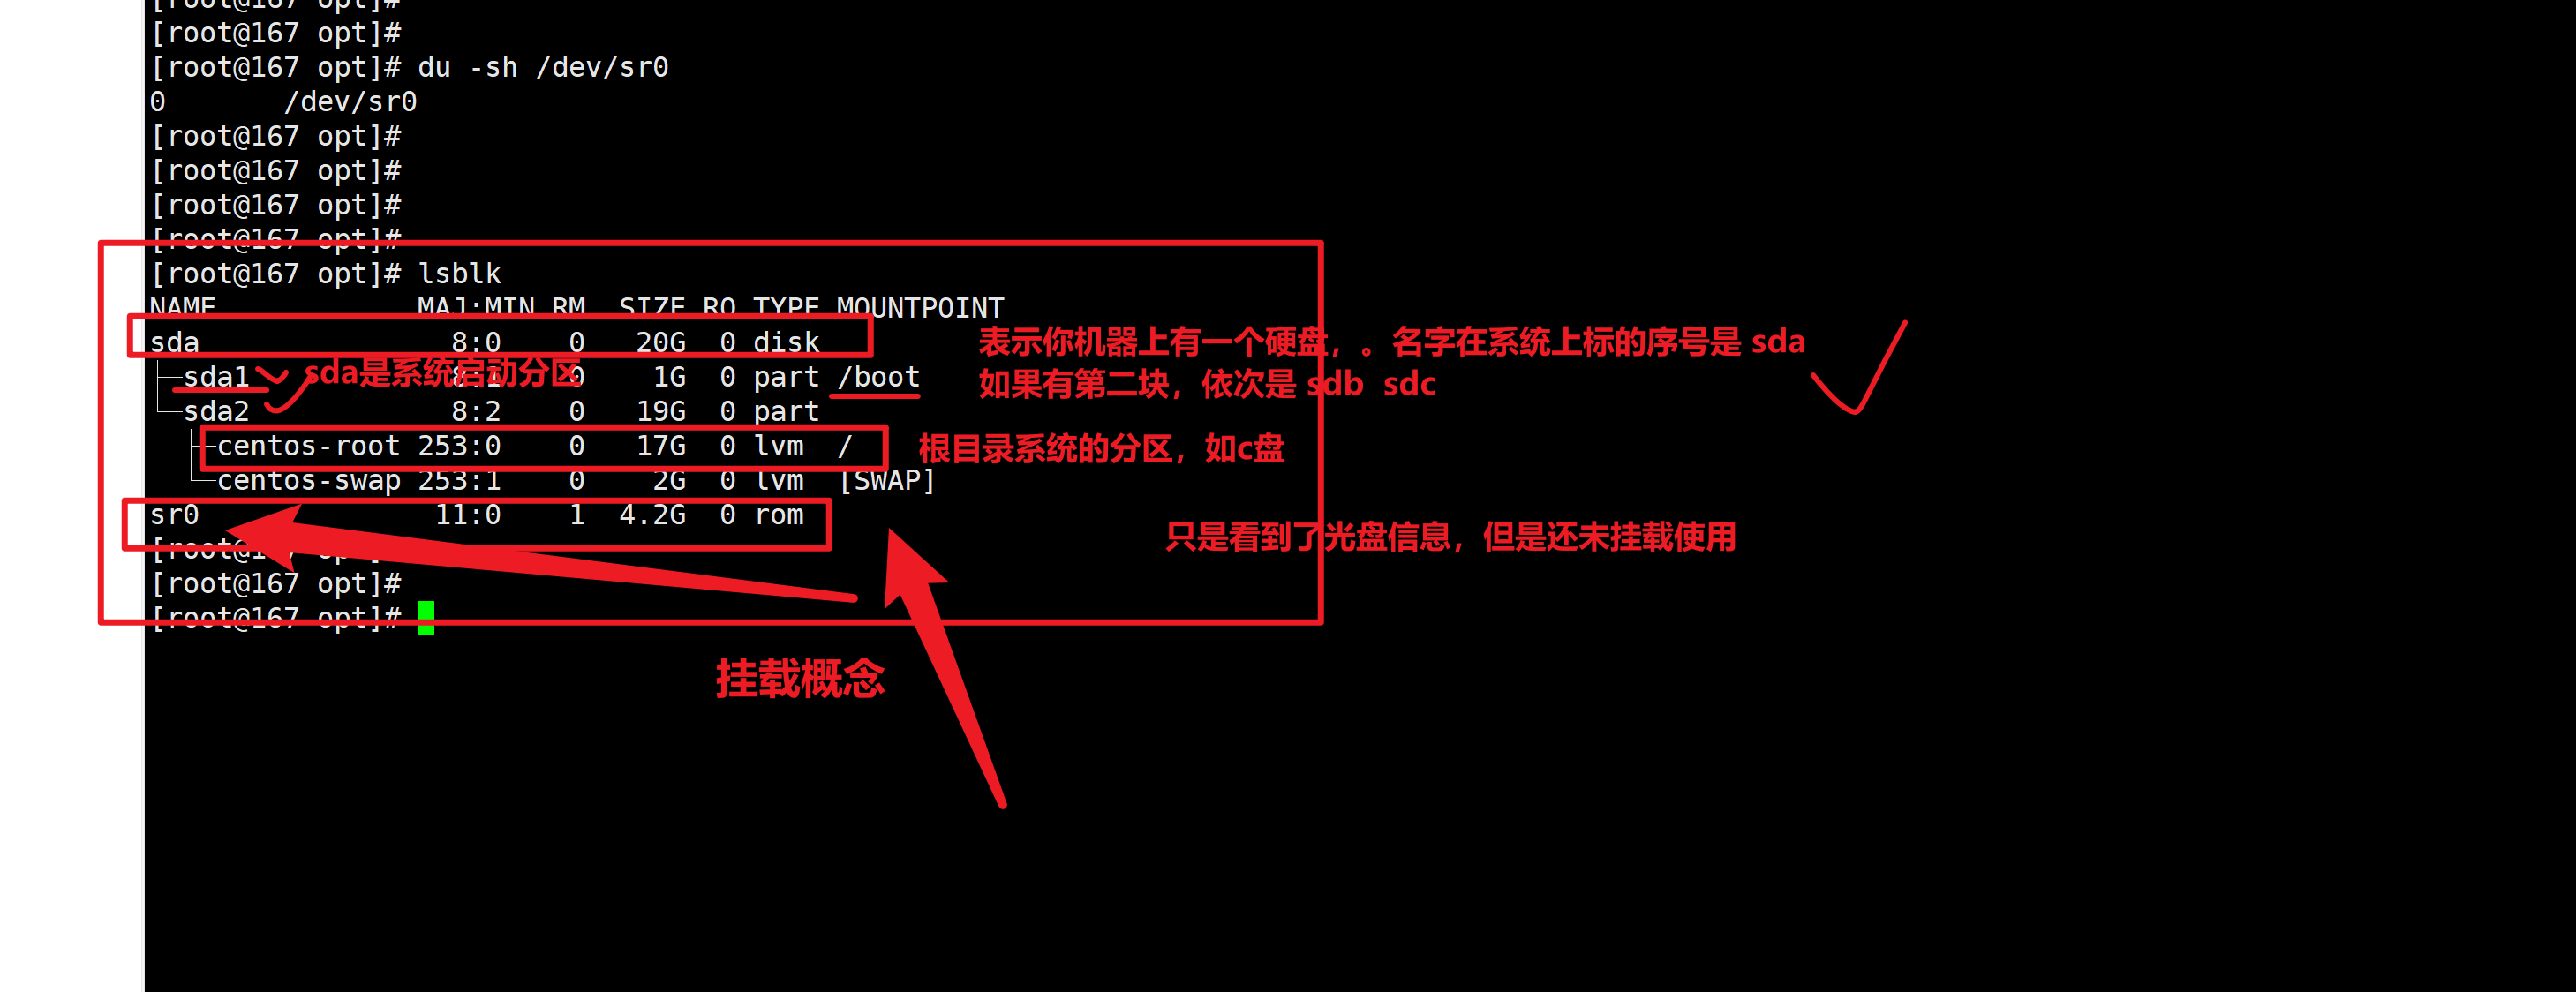 [root@167 opt]#
[root@167 opt]#
[root@167 opt]# du -sh /dev/sr0
0       /dev/sr0
[root@167 opt]#
[root@167 opt]#
[root@167 opt]#
[root@167 opt]#
[root@167 opt]# lsblk
NAME            MAJ:MIN RM  SIZE RO TYPE MOUNTPOINT
sda               8:0    0   20G  0 disk
表示你机器上有一个硬盘，。名字在系统上标的序号是 sda
├─sda1            8:1    0    1G  0 part /boot
sda是系统启动分区
如果有第二块，依次是 sdb  sdc
└─sda2            8:2    0   19G  0 part
├─centos-root 253:0    0   17G  0 lvm  /
根目录系统的分区，如c盘
└─centos-swap 253:1    0    2G  0 lvm  [SWAP]
sr0              11:0    1  4.2G  0 rom
只是看到了光盘信息，但是还未挂载使用
[root@167 opt]#
[root@167 opt]#
[root@167 opt]#
挂载概念